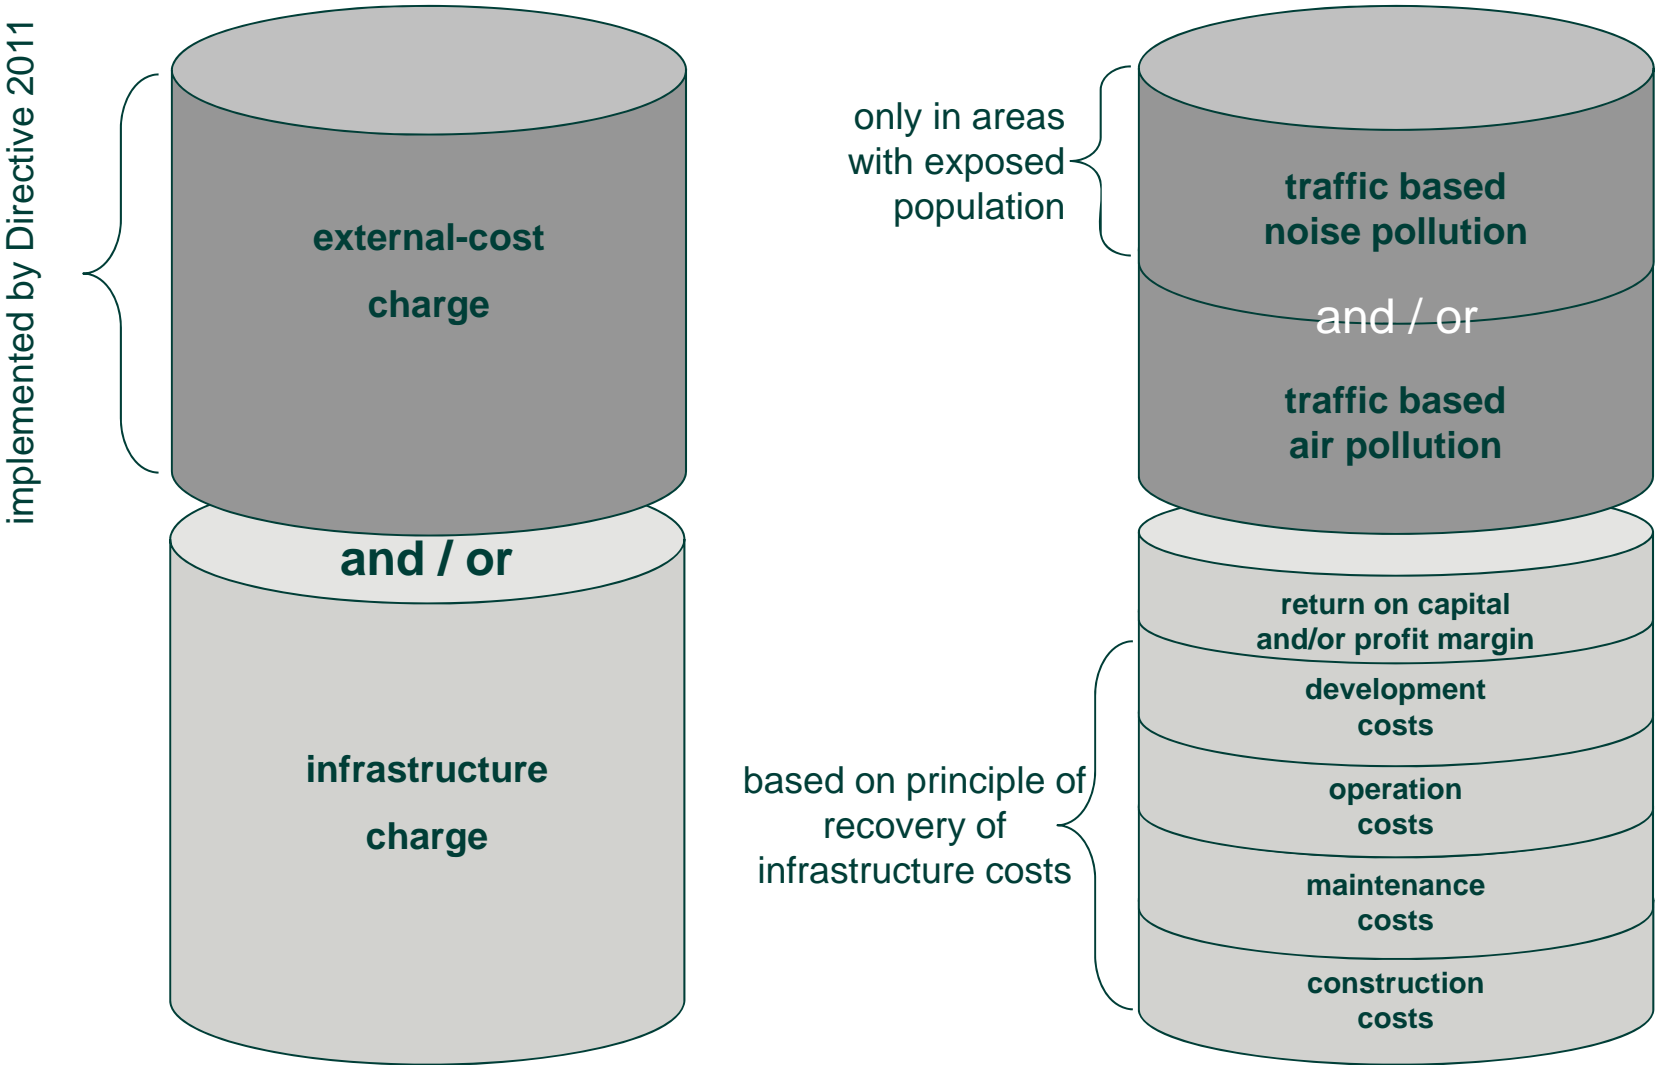 implemented by Directive 2011
external-cost
charge
and / or
infrastructure
charge
only in areas
with exposed
population
traffic based
noise pollution
and / or
traffic based
air pollution
return on capital
and/or profit margin
development
costs
based on principle of
recovery of
infrastructure costs
operation
costs
maintenance
costs
construction
costs